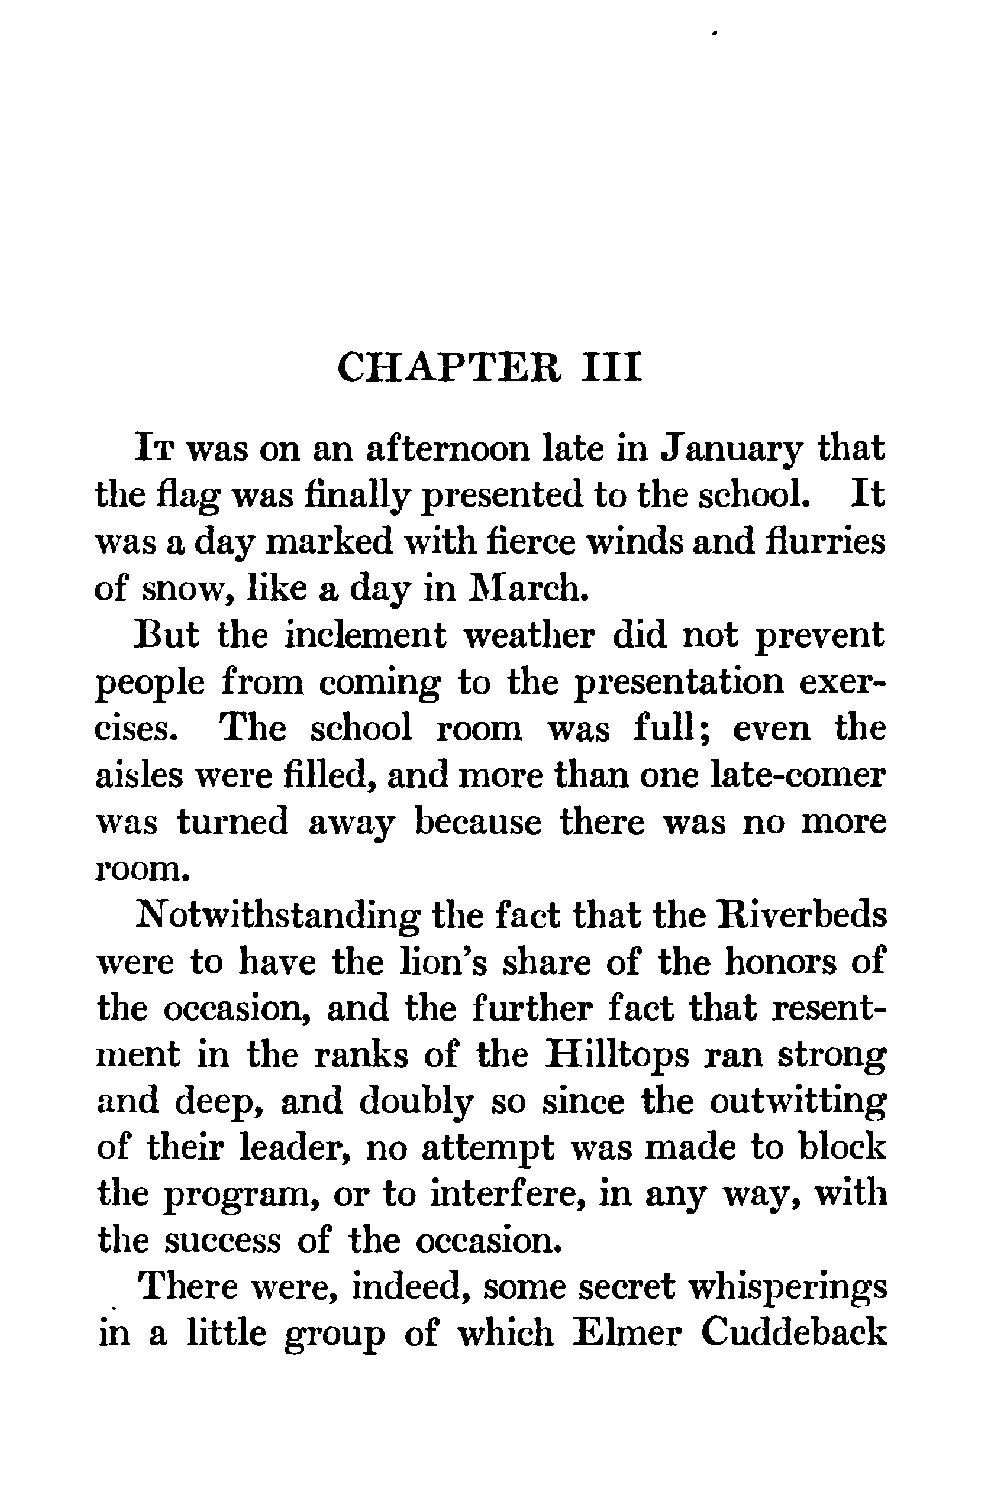 CHAPTER III
It was on an afternoon late in January that
the flag was finally presented to the school. It
was a day marked with fierce winds and flurries
of snow, like a day in March.
But the inclement weather did not prevent
people from coming to the presentation exer-
cises. The school room was full; even the
aisles were filled, and more than one late-comer
was turned away because there was no more
room.
Notwithstanding the fact that the Riverbeds
were to have the lion's share of the honors of
the occasion, and the further fact that resent-
ment in the ranks of the Hilltops ran strong
and deep, and doubly so since the outwitting
of their leader, no attempt was made to block
the program, or to interfere, in any way, with
the success of the occasion.
There were, indeed, some secret whisperings
in a little group of which Elmer Cuddeback